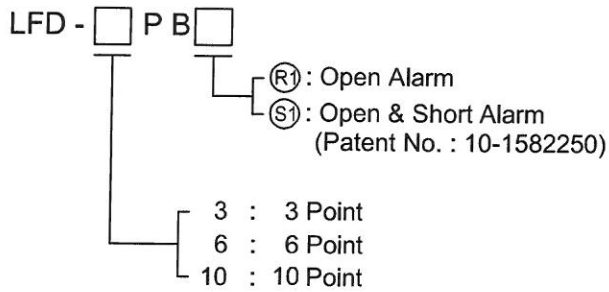 LFD - □ P B□
R1 : Open Alarm
S1 : Open & Short Alarm
(Patent No. : 10-1582250)
3 : 3 Point
6 : 6 Point
10 : 10 Point